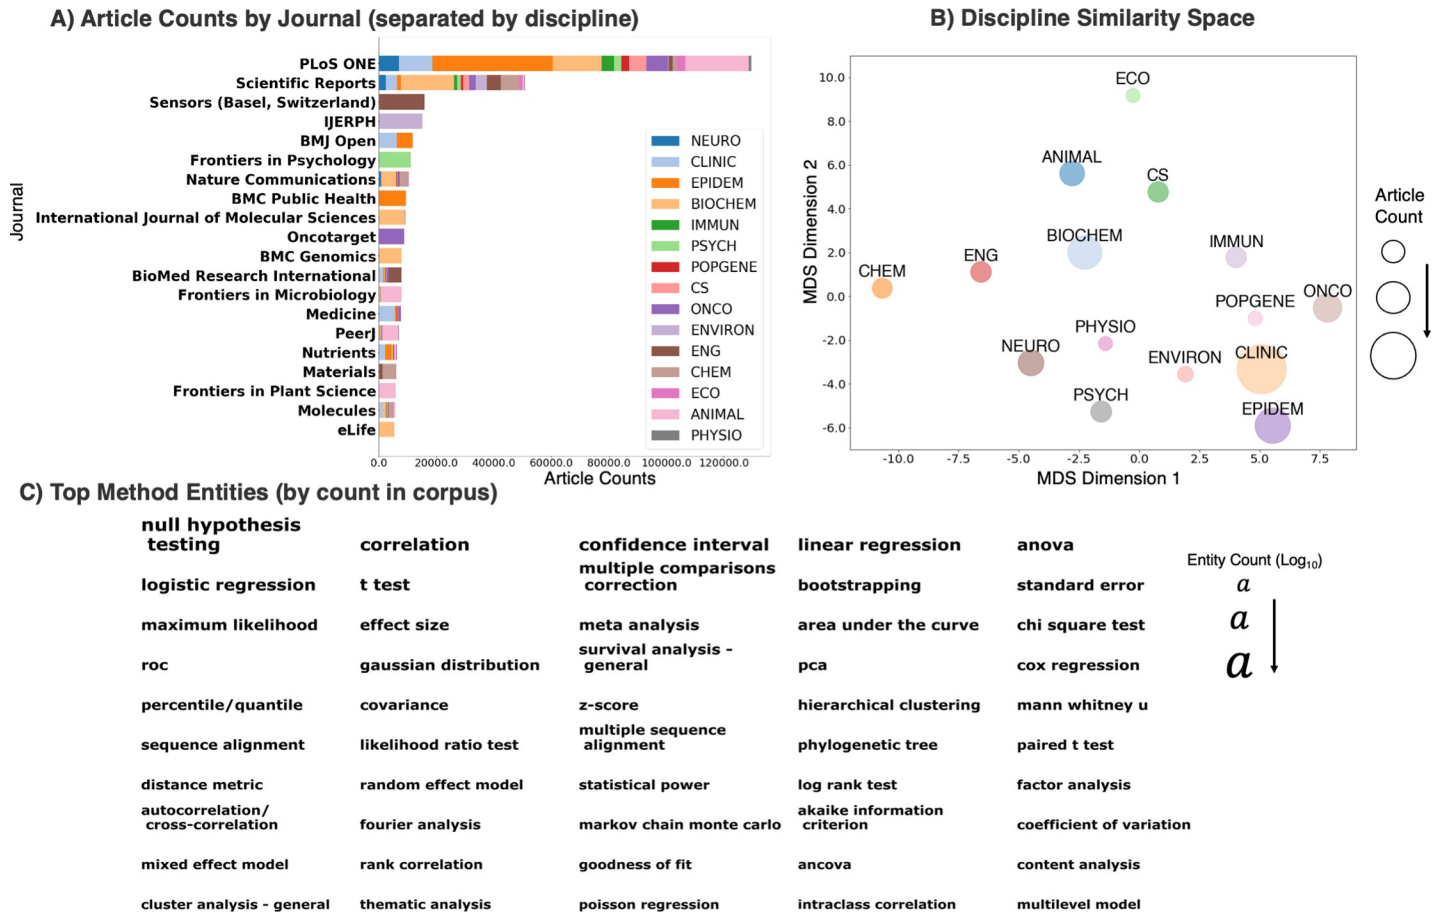 A) Article Counts by Journal (separated by discipline)
Journal
PLoS ONE
Scientific Reports
Sensors (Basel, Switzerland)
IJERPH
BMJ Open
Frontiers in Psychology
Nature Communications
BMC Public Health
International Journal of Molecular Sciences
Oncotarget
BMC Genomics
BioMed Research International
Frontiers in Microbiology
Medicine
PeerJ
Nutrients
Materials
Frontiers in Plant Science
Molecules
eLife
NEURO
CLINIC
EPIDEM
BIOCHEM
IMMUN
PSYCH
POPGENE
CS
ONCO
ENVIRON
ENG
CHEM
ECO
ANIMAL
PHYSIO
0.0 20000.0 40000.0 60000.0 80000.0 100000.0 120000.0
Article Counts
B) Discipline Similarity Space
MDS Dimension 2
10.0
8.0
6.0
4.0
2.0
0.0
-2.0
-4.0
-6.0
ECO
ANIMAL
CS
BIOCHEM
IMMUN
ENG
CHEM
ONCO
POPGENE
PHYSIO
NEURO
ENVIRON
CLINIC
PSYCH
EPIDEM
-10.0 -7.5 -5.0 -2.5 0.0 2.5 5.0 7.5
MDS Dimension 1
Article
Count
C) Top Method Entities (by count in corpus)
null hypothesis
testing correlation confidence interval linear regression anova
logistic regression t test multiple comparisons
correction bootstrapping standard error
maximum likelihood effect size meta analysis area under the curve chi square test
roc gaussian distribution survival analysis -
general pca cox regression
percentile/quantile covariance z-score hierarchical clustering mann whitney u
sequence alignment likelihood ratio test multiple sequence
alignment phylogenetic tree paired t test
distance metric random effect model statistical power log rank test factor analysis
autocorrelation/
cross-correlation fourier analysis markov chain monte carlo akaike information
criterion coefficient of variation
mixed effect model rank correlation goodness of fit ancova content analysis
cluster analysis - general thematic analysis poisson regression intraclass correlation multilevel model
Entity Count (Log₁₀)
a
a
a